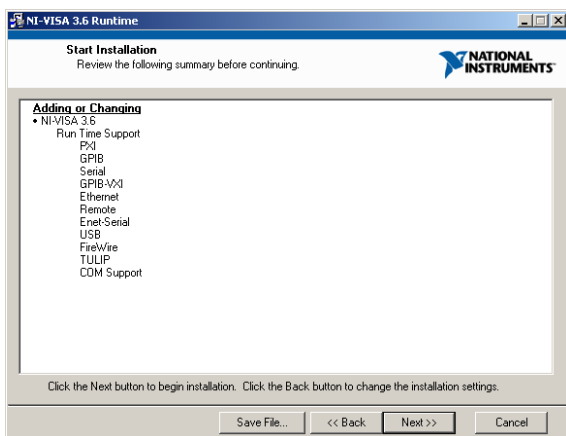 NI-VISA 3.6 Runtime
Start Installation
Review the following summary before continuing.
NATIONAL
INSTRUMENTS™
Adding or Changing
• NI-VISA 3.6
Run Time Support
PXI
GPIB
Serial
GPIB-VXI
Ethernet
Remote
Enet-Serial
USB
FireWire
TULIP
COM Support
Click the Next button to begin installation. Click the Back button to change the installation settings.
Save File...
<< Back
Next >>
Cancel